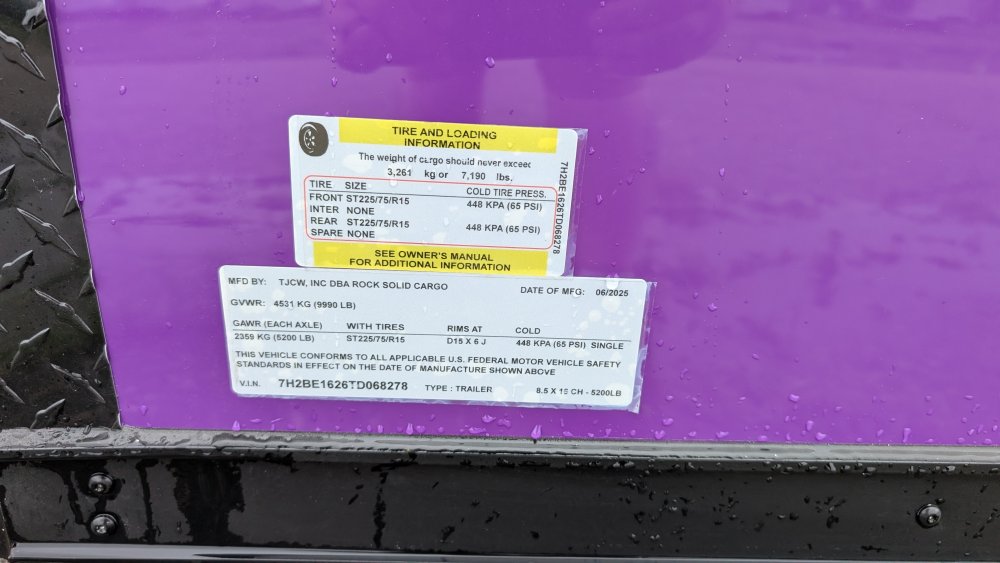 TIRE AND LOADING
INFORMATION
The weight of cargo should never exceed
3,261 kg or 7,190 lbs.
TIRE SIZE COLD TIRE PRESS.
FRONT ST225/75/R15 448 KPA (65 PSI)
INTER NONE
REAR ST225/75/R15 448 KPA (65 PSI)
SPARE NONE
SEE OWNER'S MANUAL
FOR ADDITIONAL INFORMATION
7H2BE1626TD068278
MFD BY: TJCW, INC DBA ROCK SOLID CARGO DATE OF MFG: 06/2025
GVWR: 4531 KG (9990 LB)
GAWR (EACH AXLE) WITH TIRES RIMS AT COLD
2359 KG (5200 LB) ST225/75/R15 D15 X 6 J 448 KPA (65 PSI) SINGLE
THIS VEHICLE CONFORMS TO ALL APPLICABLE U.S. FEDERAL MOTOR VEHICLE SAFETY
STANDARDS IN EFFECT ON THE DATE OF MANUFACTURE SHOWN ABOVE
V.I.N. 7H2BE1626TD068278 TYPE : TRAILER 8.5 X CH - 5200LB